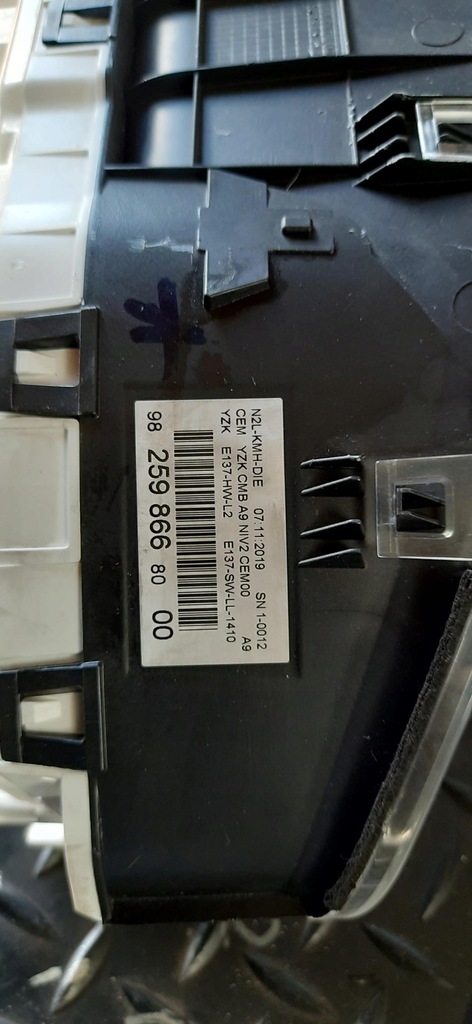 N2L-KMH-DIE 07:11:2019 SN 1-0012
CEM YZK CMB A9 NIV2 CEM00 A9
YZK E137-HW-L2 E137-SW-LL-1410
98 259 866 80 00